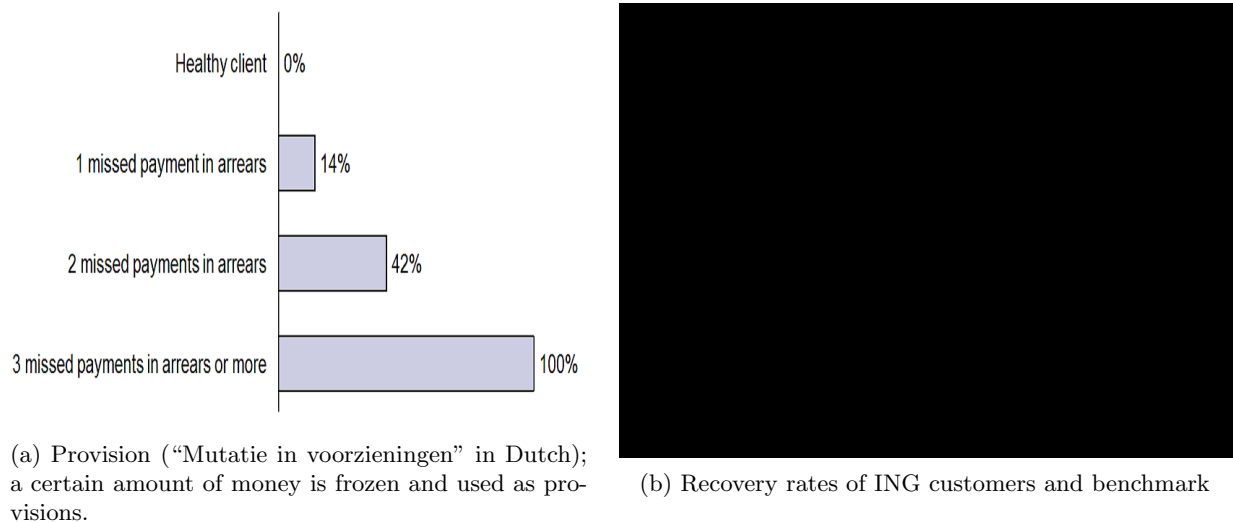 Healthy client 0%
1 missed payment in arrears 14%
2 missed payments in arrears 42%
3 missed payments in arrears or more 100%
(a) Provision (“Mutatie in voorzieningen” in Dutch);
a certain amount of money is frozen and used as pro-
visions.
(b) Recovery rates of ING customers and benchmark